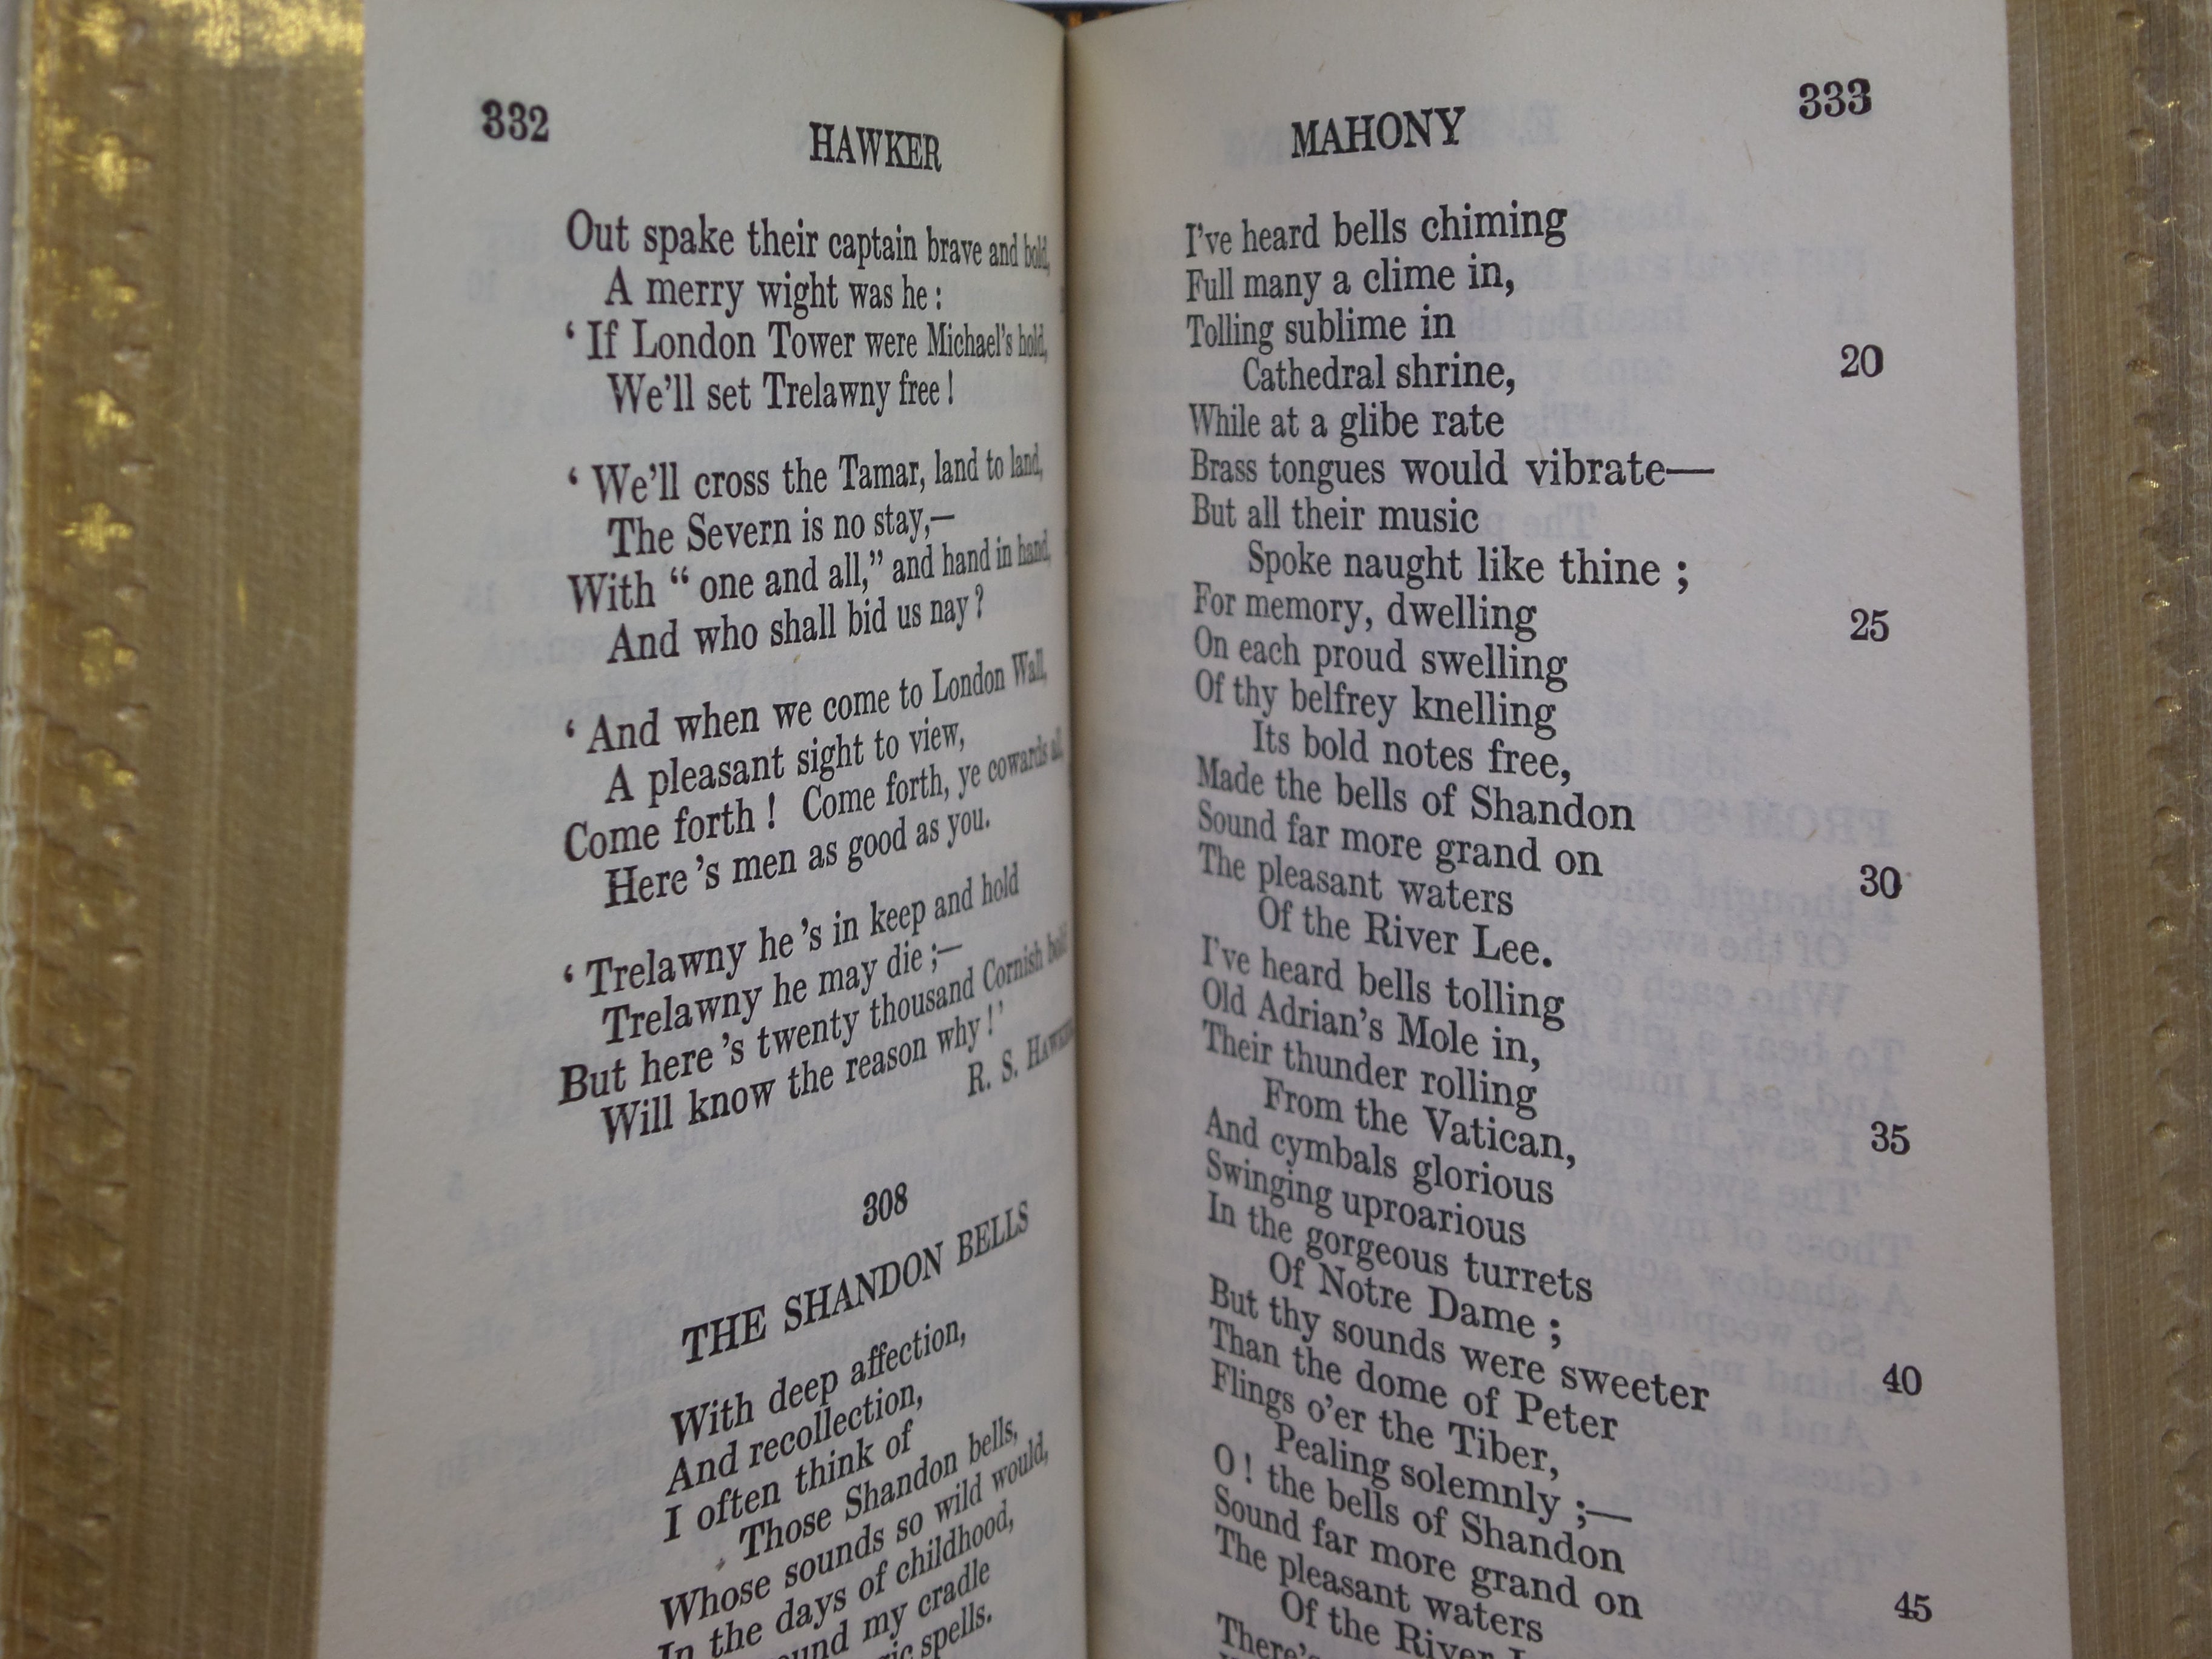 332
HAWKER
Out spake their captain brave and bold,
A merry wight was he :
‘ If London Tower were Michael's hold,
We'll set Trelawny free !
‘ We'll cross the Tamar, land to land,
The Severn is no stay,—
With “ one and all,” and hand in hand,
And who shall bid us nay ?
‘ And when we come to London Wall,
A pleasant sight to view,
Come forth ! Come forth, ye cowards all
Here 's men as good as you.
‘ Trelawny he 's in keep and hold
Trelawny he may die ;—
But here 's twenty thousand Cornish bold
Will know the reason why ! ’
R. S. HAWKER
308
THE SHANDON BELLS
With deep affection,
And recollection,
I often think of
Those Shandon bells,
Whose sounds so wild would,
In the days of childhood,
my cradle
spells.
MAHONY
333
I've heard bells chiming
Full many a clime in,
Tolling sublime in
Cathedral shrine, 20
While at a glibe rate
Brass tongues would vibrate—
But all their music
Spoke naught like thine ;
For memory, dwelling 25
On each proud swelling
Of thy belfrey knelling
Its bold notes free,
Made the bells of Shandon
Sound far more grand on 30
The pleasant waters
Of the River Lee.
I've heard bells tolling
Old Adrian's Mole in,
Their thunder rolling 35
From the Vatican,
And cymbals glorious
Swinging uproarious
In the gorgeous turrets
Of Notre Dame ; 40
But thy sounds were sweeter
Than the dome of Peter
Flings o'er the Tiber,
Pealing solemnly ;—
O ! the bells of Shandon 45
Sound far more grand on
The pleasant waters
Of the River
There's